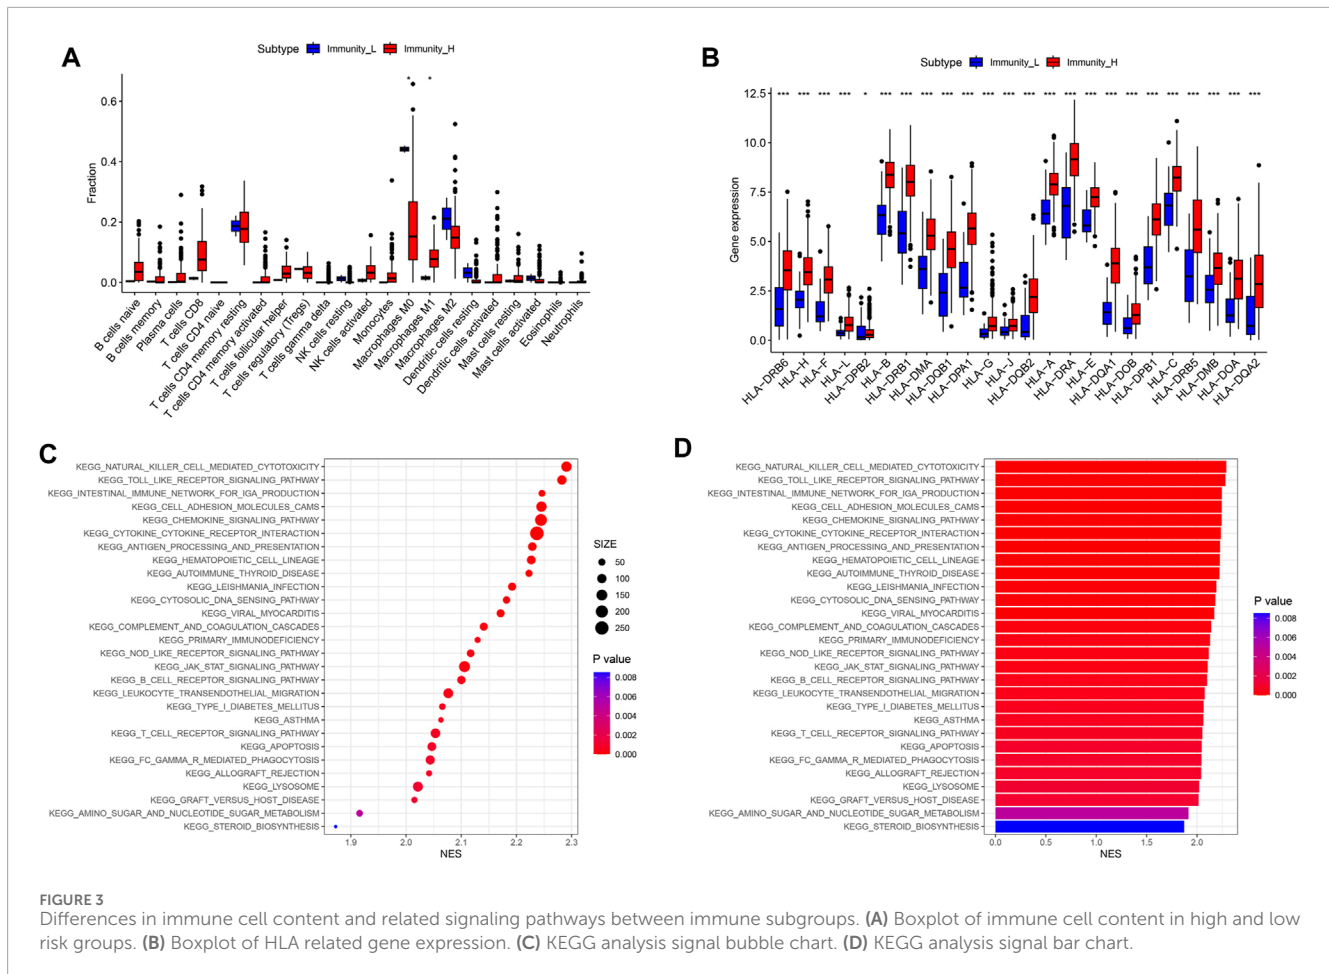 A
Subtype Immunity_L Immunity_H
* *
Fraction
0.6
0.4
0.2
0.0
B cells naive
B cells memory
Plasma cells
T cells CD8
T cells CD4 naive
T cells CD4 memory resting
T cells CD4 memory activated
T cells follicular helper
T cells regulatory (Tregs)
T cells gamma delta
NK cells resting
NK cells activated
Monocytes
Macrophages M0
Macrophages M1
Macrophages M2
Dendritic cells resting
Dendritic cells activated
Mast cells resting
Mast cells activated
Eosinophils
Neutrophils
B
Subtype Immunity_L Immunity_H
*** *** *** *** * *** *** *** *** *** *** *** *** *** *** *** *** *** *** *** *** *** *** ***
Gene expression
12.5
10.0
7.5
5.0
2.5
0.0
HLA-DRB6
HLA-H
HLA-F
HLA-L
HLA-DPB2
HLA-B
HLA-DRB1
HLA-DMA
HLA-DQB1
HLA-DPA1
HLA-G
HLA-J
HLA-DQB2
HLA-A
HLA-DRA
HLA-E
HLA-DQA1
HLA-DOB
HLA-DPB1
HLA-C
HLA-DRB5
HLA-DMB
HLA-DOA
HLA-DQA2
C
KEGG_NATURAL_KILLER_CELL_MEDIATED_CYTOTOXICITY
KEGG_TOLL_LIKE_RECEPTOR_SIGNALING_PATHWAY
KEGG_INTESTINAL_IMMUNE_NETWORK_FOR_IGA_PRODUCTION
KEGG_CELL_ADHESION_MOLECULES_CAMS
KEGG_CHEMOKINE_SIGNALING_PATHWAY
KEGG_CYTOKINE_CYTOKINE_RECEPTOR_INTERACTION
KEGG_ANTIGEN_PROCESSING_AND_PRESENTATION
KEGG_HEMATOPOIETIC_CELL_LINEAGE
KEGG_AUTOIMMUNE_THYROID_DISEASE
KEGG_LEISHMANIA_INFECTION
KEGG_CYTOSOLIC_DNA_SENSING_PATHWAY
KEGG_VIRAL_MYOCARDITIS
KEGG_COMPLEMENT_AND_COAGULATION_CASCADES
KEGG_PRIMARY_IMMUNODEFICIENCY
KEGG_NOD_LIKE_RECEPTOR_SIGNALING_PATHWAY
KEGG_JAK_STAT_SIGNALING_PATHWAY
KEGG_B_CELL_RECEPTOR_SIGNALING_PATHWAY
KEGG_LEUKOCYTE_TRANSENDOTHELIAL_MIGRATION
KEGG_TYPE_I_DIABETES_MELLITUS
KEGG_ASTHMA
KEGG_T_CELL_RECEPTOR_SIGNALING_PATHWAY
KEGG_APOPTOSIS
KEGG_FC_GAMMA_R_MEDIATED_PHAGOCYTOSIS
KEGG_ALLOGRAFT_REJECTION
KEGG_LYSOSOME
KEGG_GRAFT_VERSUS_HOST_DISEASE
KEGG_AMINO_SUGAR_AND_NUCLEOTIDE_SUGAR_METABOLISM
KEGG_STEROID_BIOSYNTHESIS
1.9 2.0 2.1 2.2 2.3
NES
SIZE
50
100
150
200
250
P value
0.008
0.006
0.004
0.002
0.000
D
KEGG_NATURAL_KILLER_CELL_MEDIATED_CYTOTOXICITY
KEGG_TOLL_LIKE_RECEPTOR_SIGNALING_PATHWAY
KEGG_INTESTINAL_IMMUNE_NETWORK_FOR_IGA_PRODUCTION
KEGG_CELL_ADHESION_MOLECULES_CAMS
KEGG_CHEMOKINE_SIGNALING_PATHWAY
KEGG_CYTOKINE_CYTOKINE_RECEPTOR_INTERACTION
KEGG_ANTIGEN_PROCESSING_AND_PRESENTATION
KEGG_HEMATOPOIETIC_CELL_LINEAGE
KEGG_AUTOIMMUNE_THYROID_DISEASE
KEGG_LEISHMANIA_INFECTION
KEGG_CYTOSOLIC_DNA_SENSING_PATHWAY
KEGG_VIRAL_MYOCARDITIS
KEGG_COMPLEMENT_AND_COAGULATION_CASCADES
KEGG_PRIMARY_IMMUNODEFICIENCY
KEGG_NOD_LIKE_RECEPTOR_SIGNALING_PATHWAY
KEGG_JAK_STAT_SIGNALING_PATHWAY
KEGG_B_CELL_RECEPTOR_SIGNALING_PATHWAY
KEGG_LEUKOCYTE_TRANSENDOTHELIAL_MIGRATION
KEGG_TYPE_I_DIABETES_MELLITUS
KEGG_ASTHMA
KEGG_T_CELL_RECEPTOR_SIGNALING_PATHWAY
KEGG_APOPTOSIS
KEGG_FC_GAMMA_R_MEDIATED_PHAGOCYTOSIS
KEGG_ALLOGRAFT_REJECTION
KEGG_LYSOSOME
KEGG_GRAFT_VERSUS_HOST_DISEASE
KEGG_AMINO_SUGAR_AND_NUCLEOTIDE_SUGAR_METABOLISM
KEGG_STEROID_BIOSYNTHESIS
0.0 0.5 1.0 1.5 2.0
NES
P value
0.008
0.006
0.004
0.002
0.000
FIGURE 3
Differences in immune cell content and related signaling pathways between immune subgroups. (A) Boxplot of immune cell content in high and low
risk groups. (B) Boxplot of HLA related gene expression. (C) KEGG analysis signal bubble chart. (D) KEGG analysis signal bar chart.